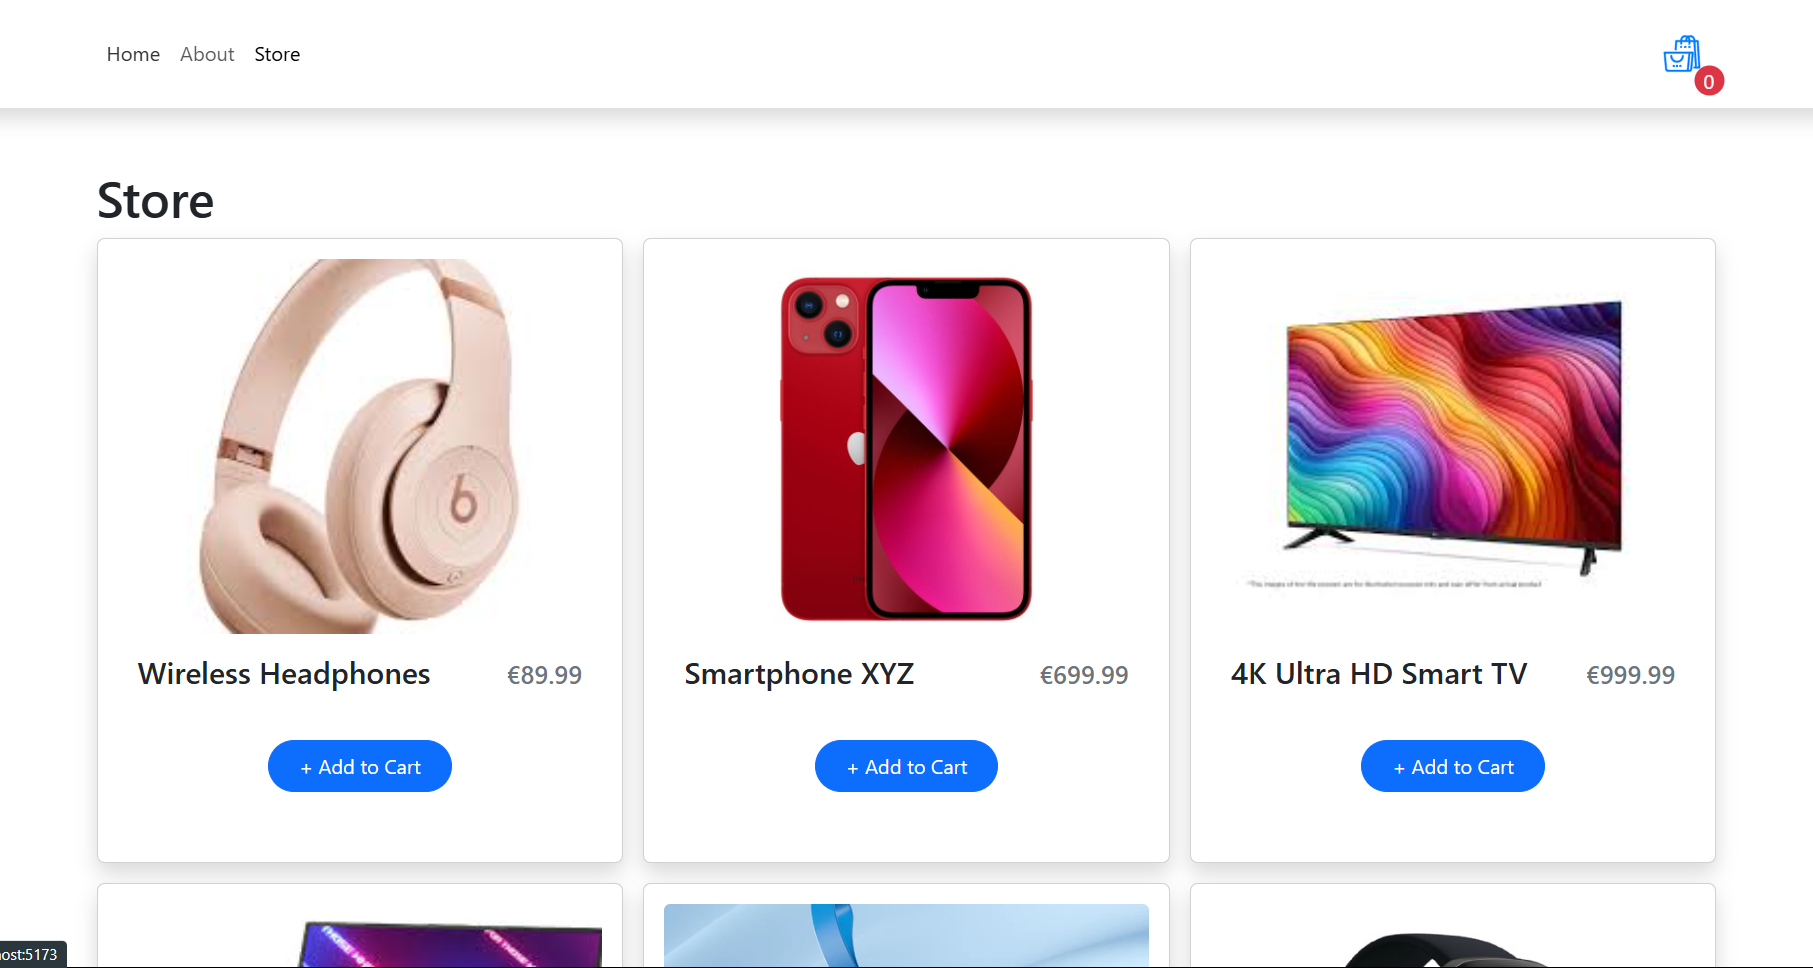 Home About Store
0
Store
b
Wireless Headphones €89.99
+ Add to Cart
Smartphone XYZ €699.99
+ Add to Cart
4K Ultra HD Smart TV €999.99
+ Add to Cart
ost:5173